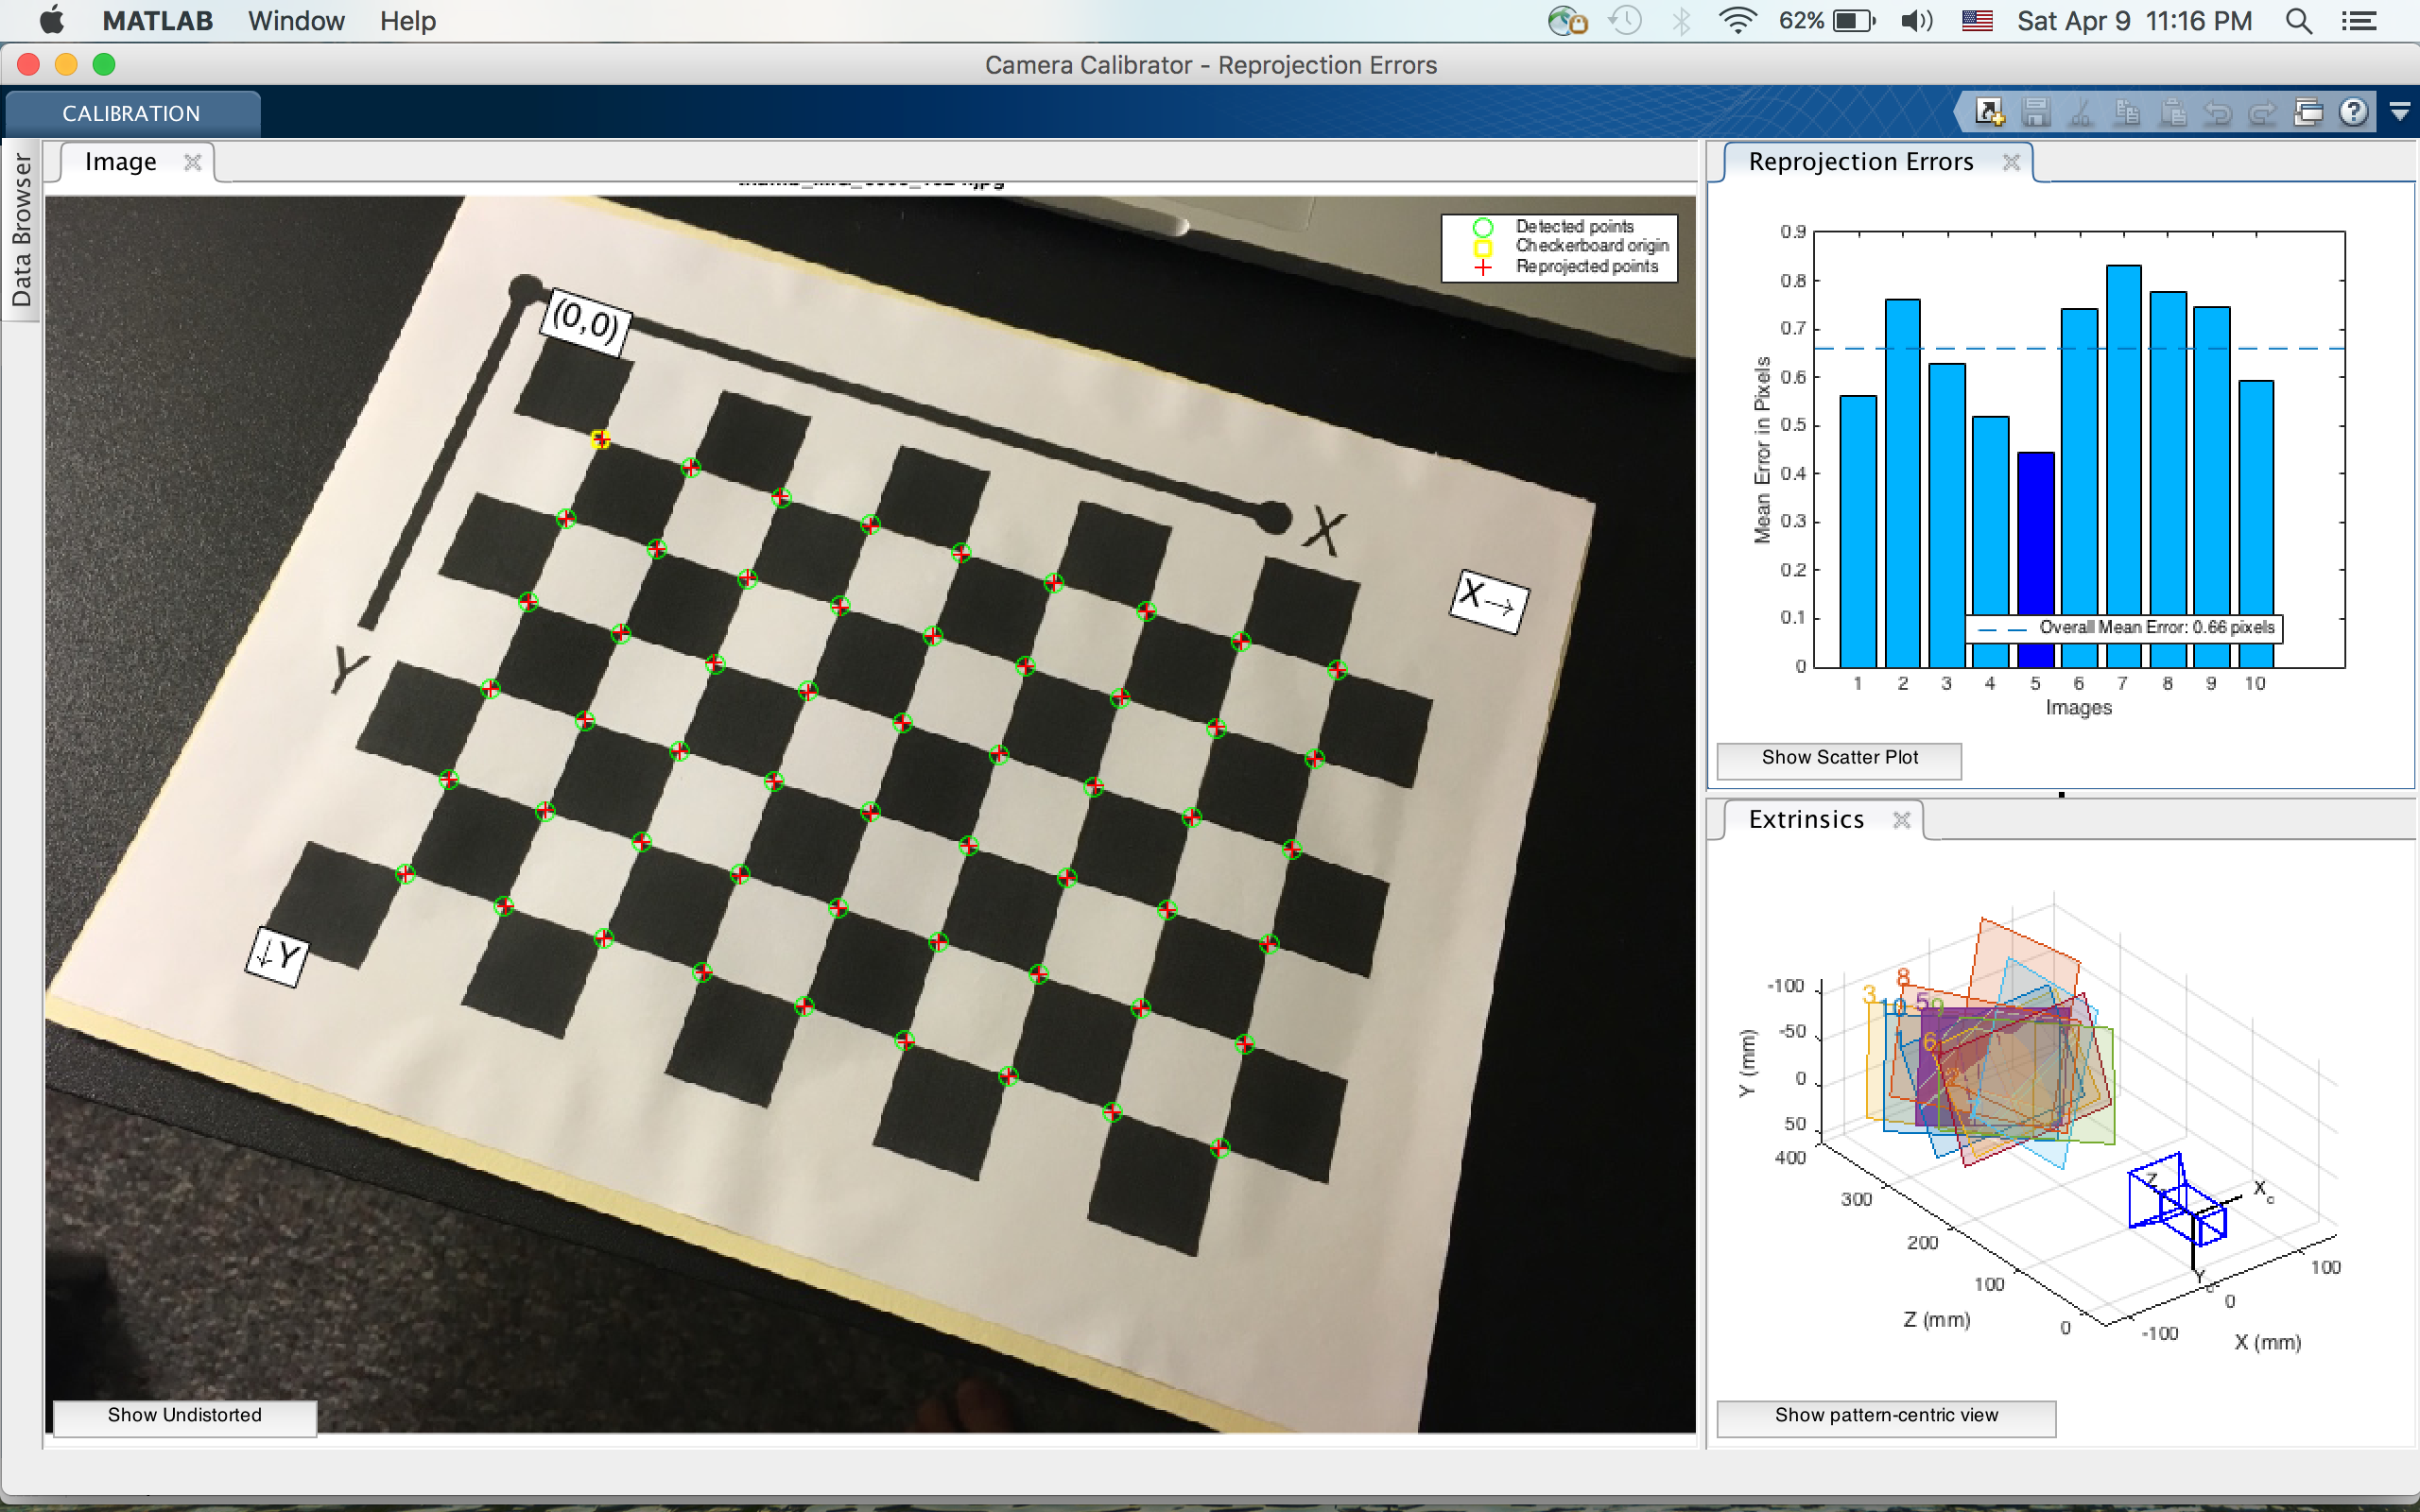 MATLAB Window Help
62% Sat Apr 9 11:16 PM
Camera Calibrator - Reprojection Errors
CALIBRATION
Data Browser
Image
Detected points
Checkerboard origin
Reprojected points
(0,0)
X
X→
Y
↓Y
Show Undistorted
Reprojection Errors
0.9
0.8
0.7
0.6
0.5
0.4
0.3
0.2
0.1
0
Mean Error in Pixels
Overall Mean Error: 0.66 pixels
1 2 3 4 5 6 7 8 9 10
Images
Show Scatter Plot
Extrinsics
-100
-50
0
50
Y (mm)
400
300
200
100
0
Z (mm)
-100
0
100
X (mm)
8
3
10
5
9
6
2
Z
Xc
Yc
Show pattern-centric view